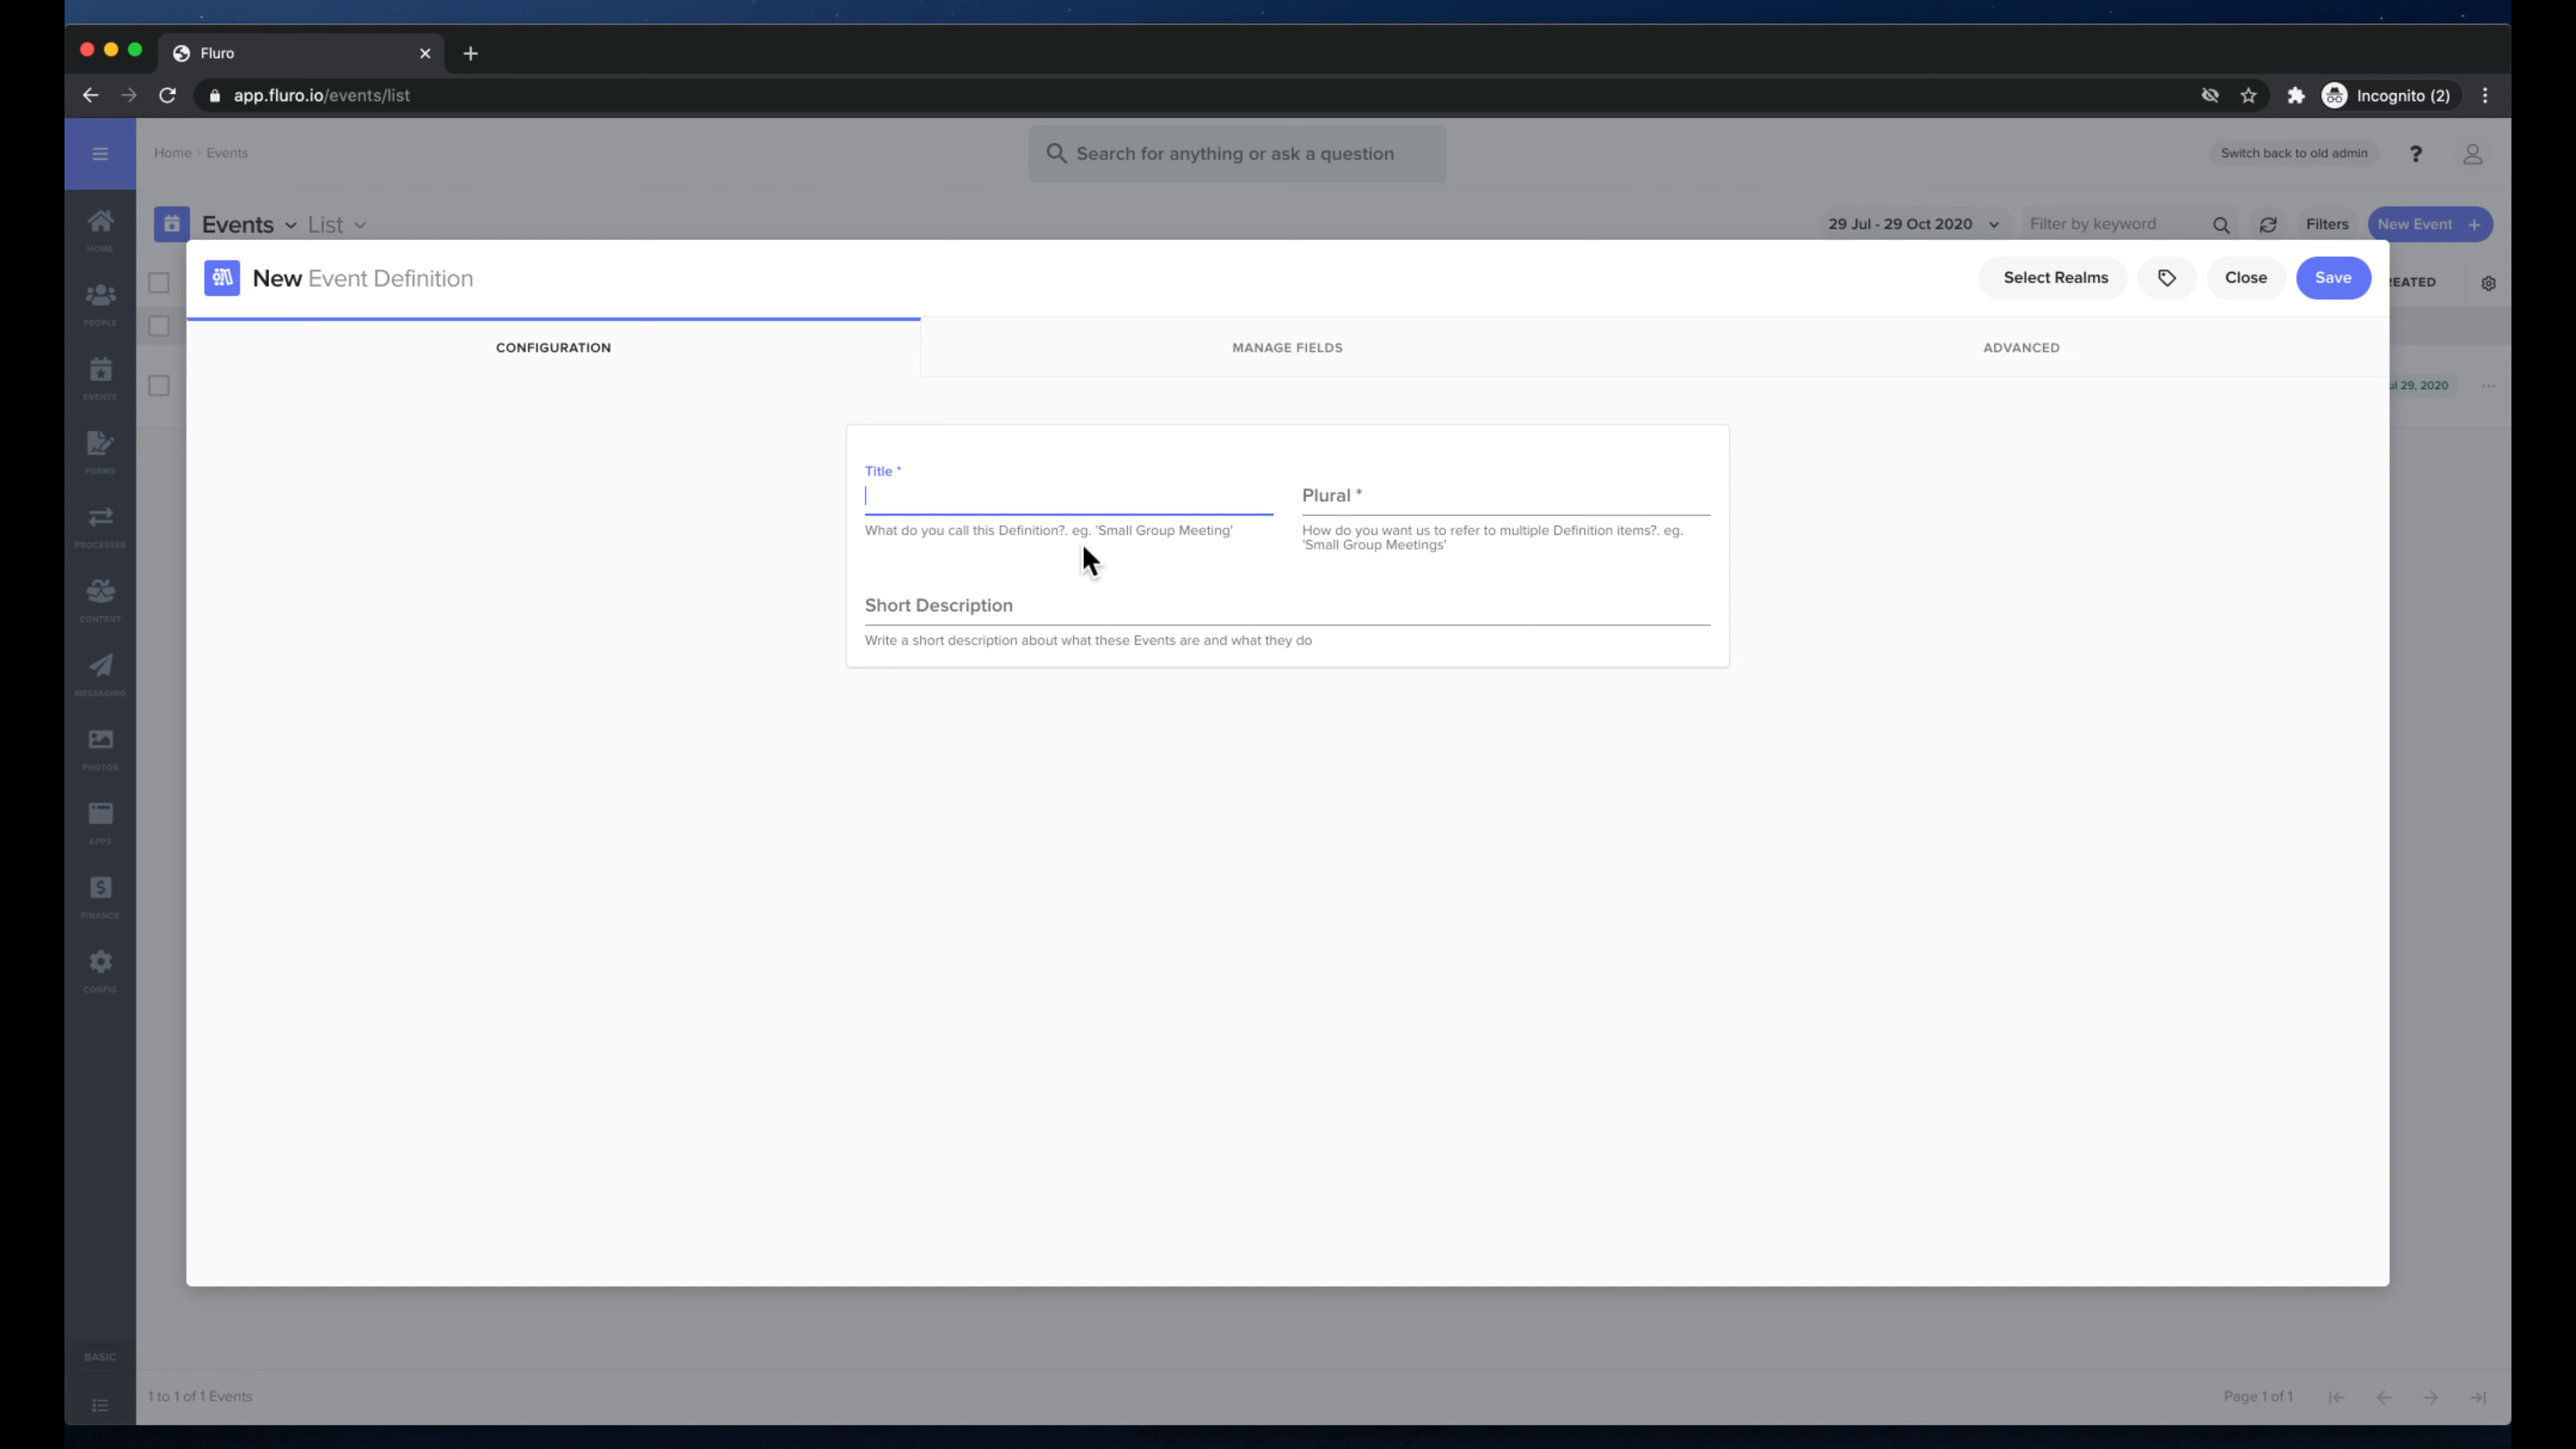 Fluro
app.fluro.io/events/list
Incognito (2)
Home › Events
Search for anything or ask a question
Switch back to old admin
?
Events
List
29 Jul - 29 Oct 2020
Filter by keyword
Filters
New Event +
New Event Definition
Select Realms
Close
Save
EATED
CONFIGURATION
MANAGE FIELDS
ADVANCED
ul 29, 2020
Title *
Plural *
What do you call this Definition?. eg. 'Small Group Meeting'
How do you want us to refer to multiple Definition items?. eg.
'Small Group Meetings'
Short Description
Write a short description about what these Events are and what they do
HOME
PEOPLE
EVENTS
FORMS
PROCESSES
CONTENT
MESSAGING
PHOTOS
APPS
FINANCE
CONFIG
BASIC
1 to 1 of 1 Events
Page 1 of 1